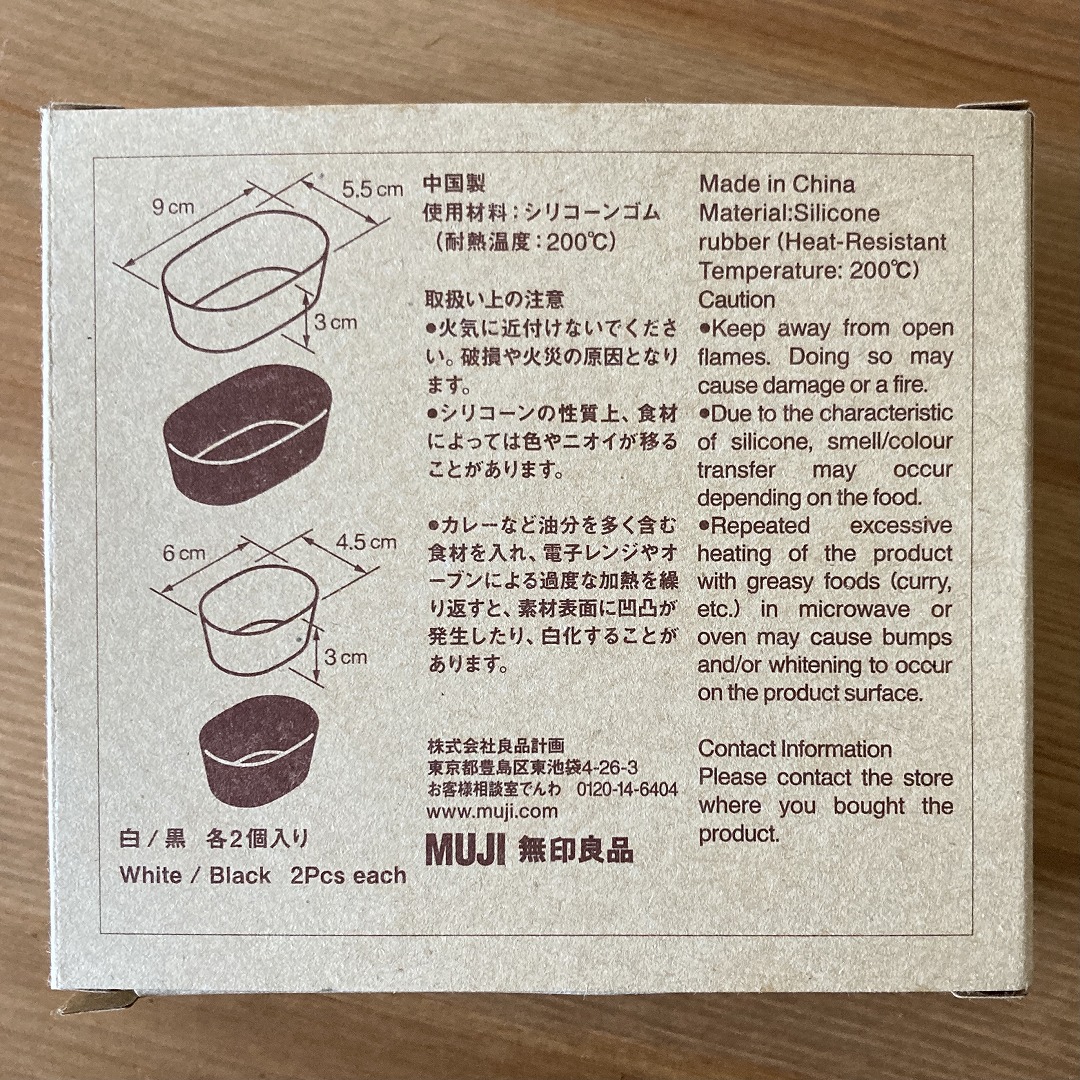 9cm
5.5cm
3cm
6cm
4.5cm
3cm
白 / 黒 各2個入り
White / Black 2Pcs each
中国製
使用材料：シリコーンゴム
（耐熱温度：200℃）
取扱い上の注意
●火気に近付けないでくださ
い。破損や火災の原因となり
ます。
●シリコーンの性質上、食材
によっては色やニオイが移る
ことがあります。
●カレーなど油分を多く含む
食材を入れ、電子レンジやオ
ーブンによる過度な加熱を繰
り返すと、素材表面に凹凸が
発生したり、白化することが
あります。
株式会社良品計画
東京都豊島区東池袋4-26-3
お客様相談室でんわ 0120-14-6404
www.muji.com
MUJI 無印良品
Made in China
Material:Silicone
rubber (Heat-Resistant
Temperature: 200℃)
Caution
●Keep away from open
flames. Doing so may
cause damage or a fire.
●Due to the characteristic
of silicone, smell/colour
transfer may occur
depending on the food.
●Repeated excessive
heating of the product
with greasy foods (curry,
etc.) in microwave or
oven may cause bumps
and/or whitening to occur
on the product surface.
Contact Information
Please contact the store
where you bought the
product.